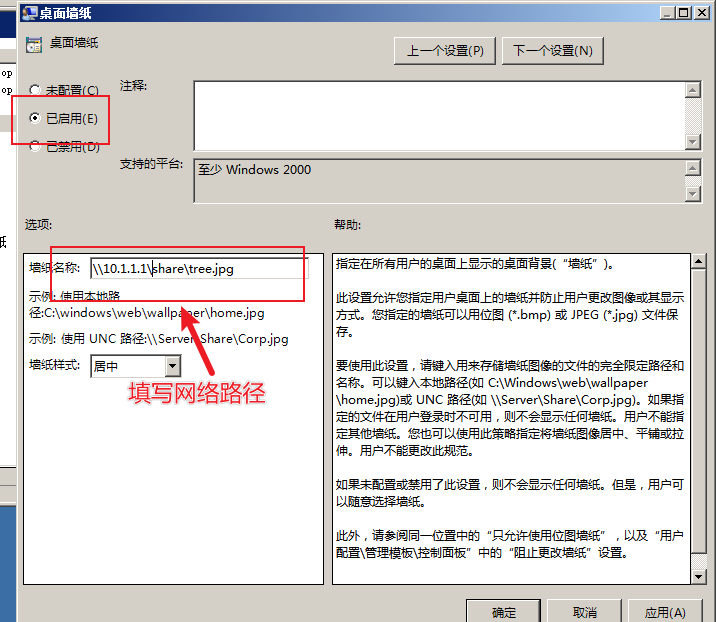 桌面墙纸
桌面墙纸
上一个设置(P)
下一个设置(N)
op
op
未配置(C)
注释:
已启用(E)
已禁用(D)
支持的平台:
至少 Windows 2000
选项:
帮助:
纸
墙纸名称:
\\10.1.1.1\share\tree.jpg
示例: 使用本地路
径:C:\windows\web\wallpaper\home.jpg
示例: 使用 UNC 路径:\\Server\Share\Corp.jpg
墙纸样式:
居中
填写网络路径
指定在所有用户的桌面上显示的桌面背景(“墙纸”)。
此设置允许您指定用户桌面上的墙纸并防止用户更改图像或其显示
方式。您指定的墙纸可以用位图 (*.bmp) 或 JPEG (*.jpg) 文件保
存。
要使用此设置，请键入用来存储墙纸图像的文件的完全限定路径和
名称。可以键入本地路径(如 C:\Windows\web\wallpaper
\home.jpg)或 UNC 路径(如 \\Server\Share\Corp.jpg)。如果指
定的文件在用户登录时不可用，则不会显示任何墙纸。用户不能指
定其他墙纸。您也可以使用此策略指定将墙纸图像居中、平铺或拉
伸。用户不能更改此规范。
如果未配置或禁用了此设置，则不会显示任何墙纸。但是，用户可
以随意选择墙纸。
此外，请参阅同一位置中的“只允许使用位图墙纸”，以及“用户
配置\管理模板\控制面板”中的“阻止更改墙纸”设置。
确定
取消
应用(A)